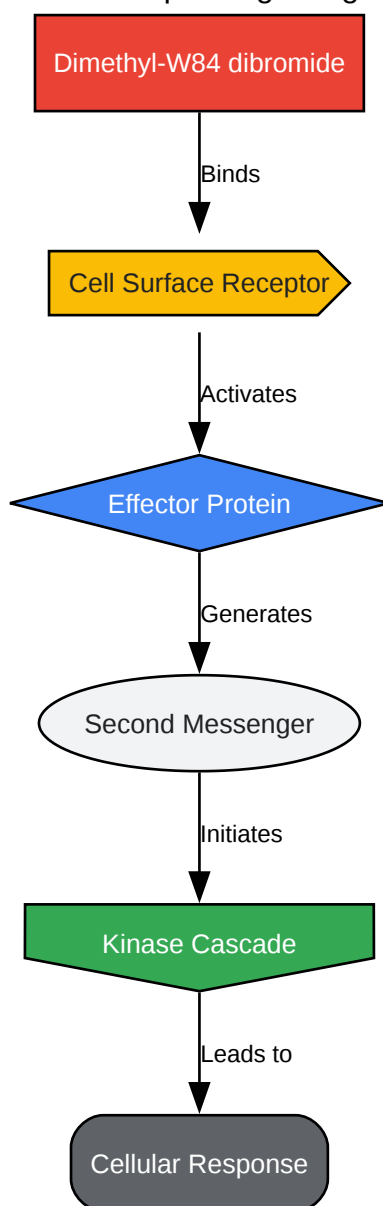 Dimethyl-W84 dibromide
Binds
Cell Surface Receptor
Activates
Effector Protein
Generates
Second Messenger
Initiates
Kinase Cascade
Leads to
Cellular Response